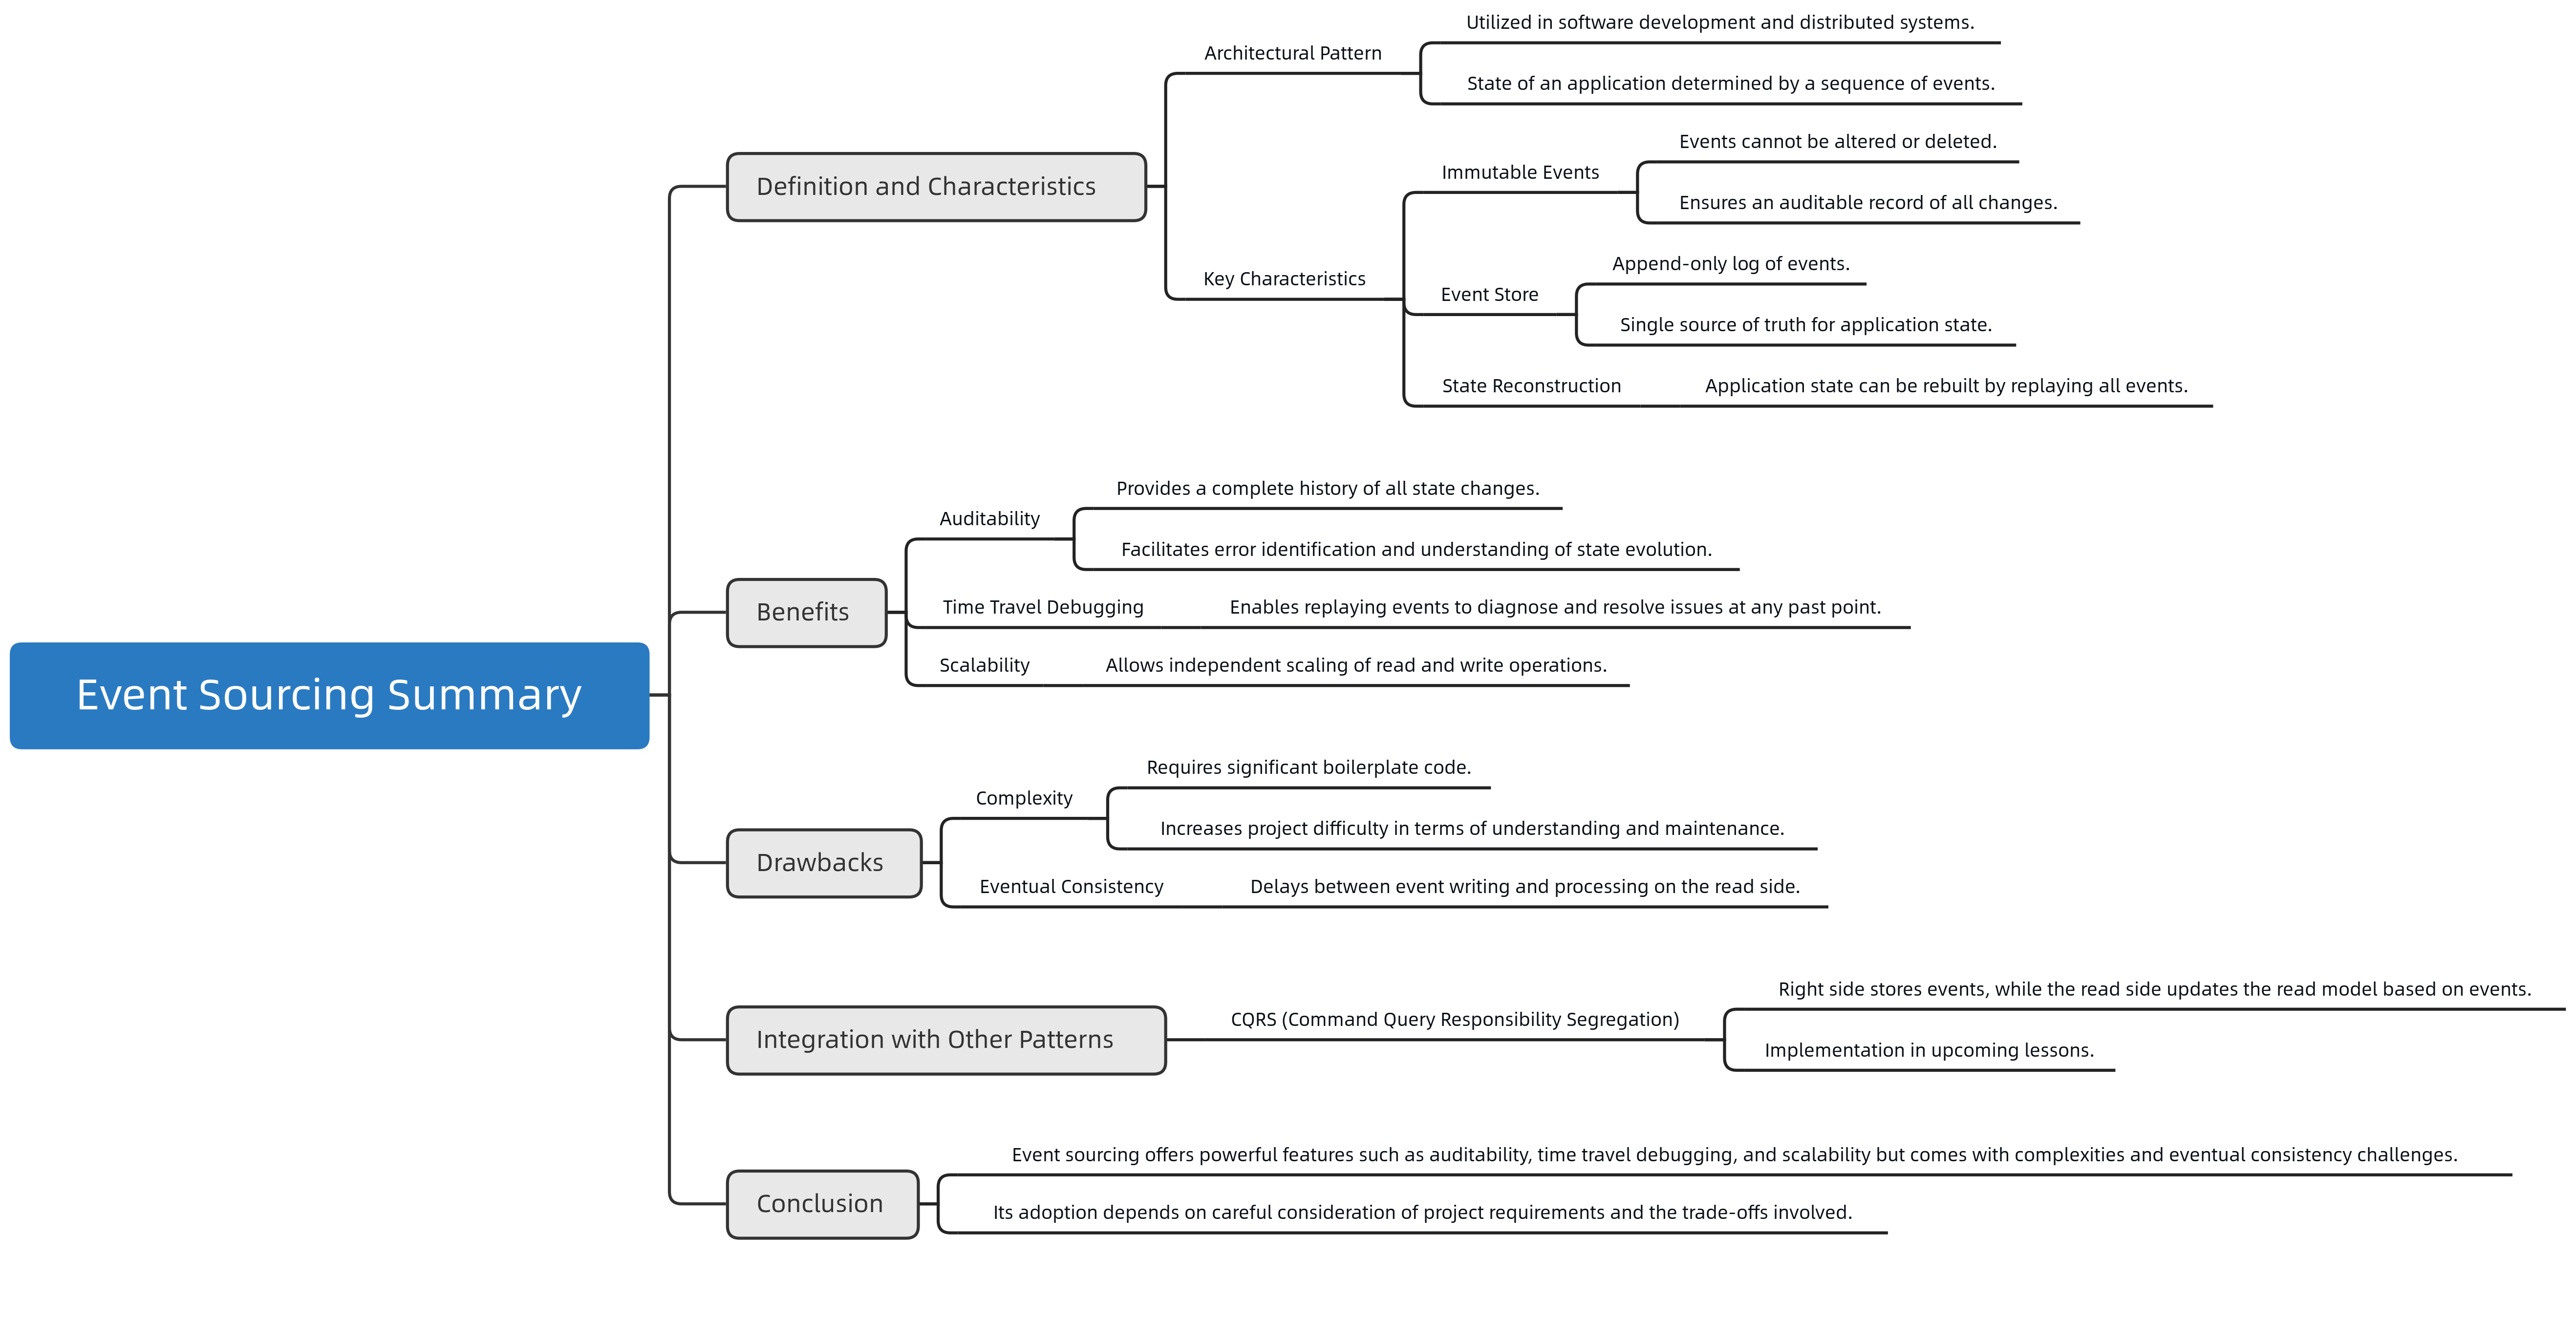 Event Sourcing Summary
Definition and Characteristics
Architectural Pattern
Utilized in software development and distributed systems.
State of an application determined by a sequence of events.
Key Characteristics
Immutable Events
Events cannot be altered or deleted.
Ensures an auditable record of all changes.
Event Store
Append-only log of events.
Single source of truth for application state.
State Reconstruction
Application state can be rebuilt by replaying all events.
Benefits
Auditability
Provides a complete history of all state changes.
Facilitates error identification and understanding of state evolution.
Time Travel Debugging
Enables replaying events to diagnose and resolve issues at any past point.
Scalability
Allows independent scaling of read and write operations.
Drawbacks
Complexity
Requires significant boilerplate code.
Increases project difficulty in terms of understanding and maintenance.
Eventual Consistency
Delays between event writing and processing on the read side.
Integration with Other Patterns
CQRS (Command Query Responsibility Segregation)
Right side stores events, while the read side updates the read model based on events.
Implementation in upcoming lessons.
Conclusion
Event sourcing offers powerful features such as auditability, time travel debugging, and scalability but comes with complexities and eventual consistency challenges.
Its adoption depends on careful consideration of project requirements and the trade-offs involved.